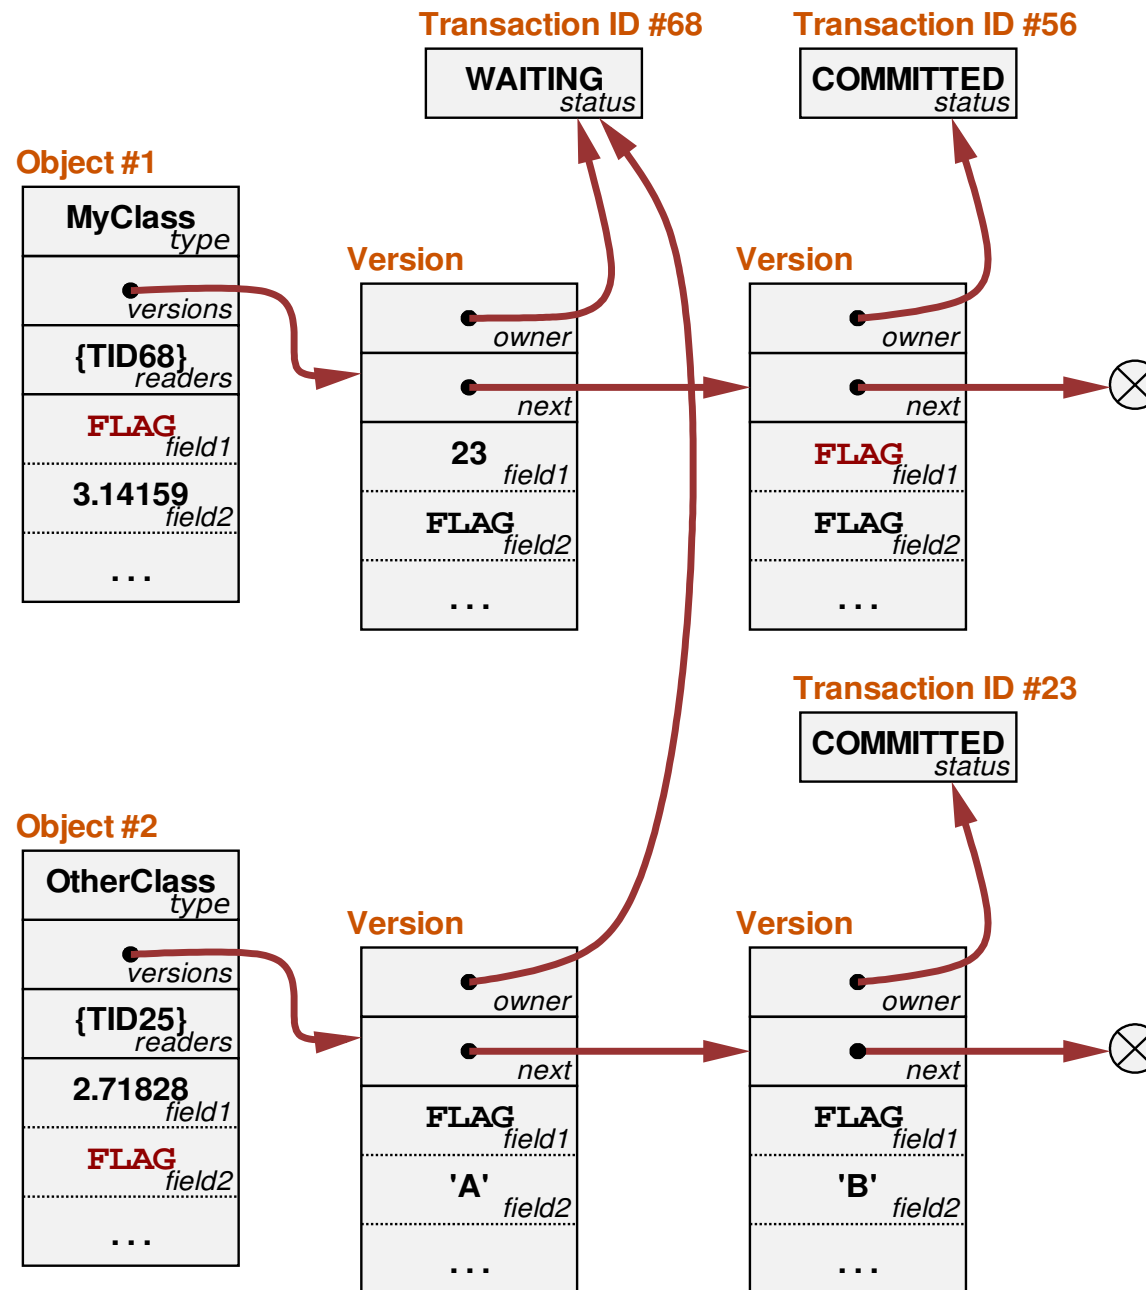 Transaction ID #68
WAITING
status
Transaction ID #56
COMMITTED
status
Object #1
MyClass
type
versions
{TID68}
readers
FLAG
field1
3.14159
field2
. . .
Version
owner
next
23
field1
FLAG
field2
. . .
Version
owner
next
FLAG
field1
FLAG
field2
. . .
Transaction ID #23
COMMITTED
status
Object #2
OtherClass
type
versions
{TID25}
readers
2.71828
field1
FLAG
field2
. . .
Version
owner
next
FLAG
field1
'A'
field2
. . .
Version
owner
next
FLAG
field1
'B'
field2
. . .